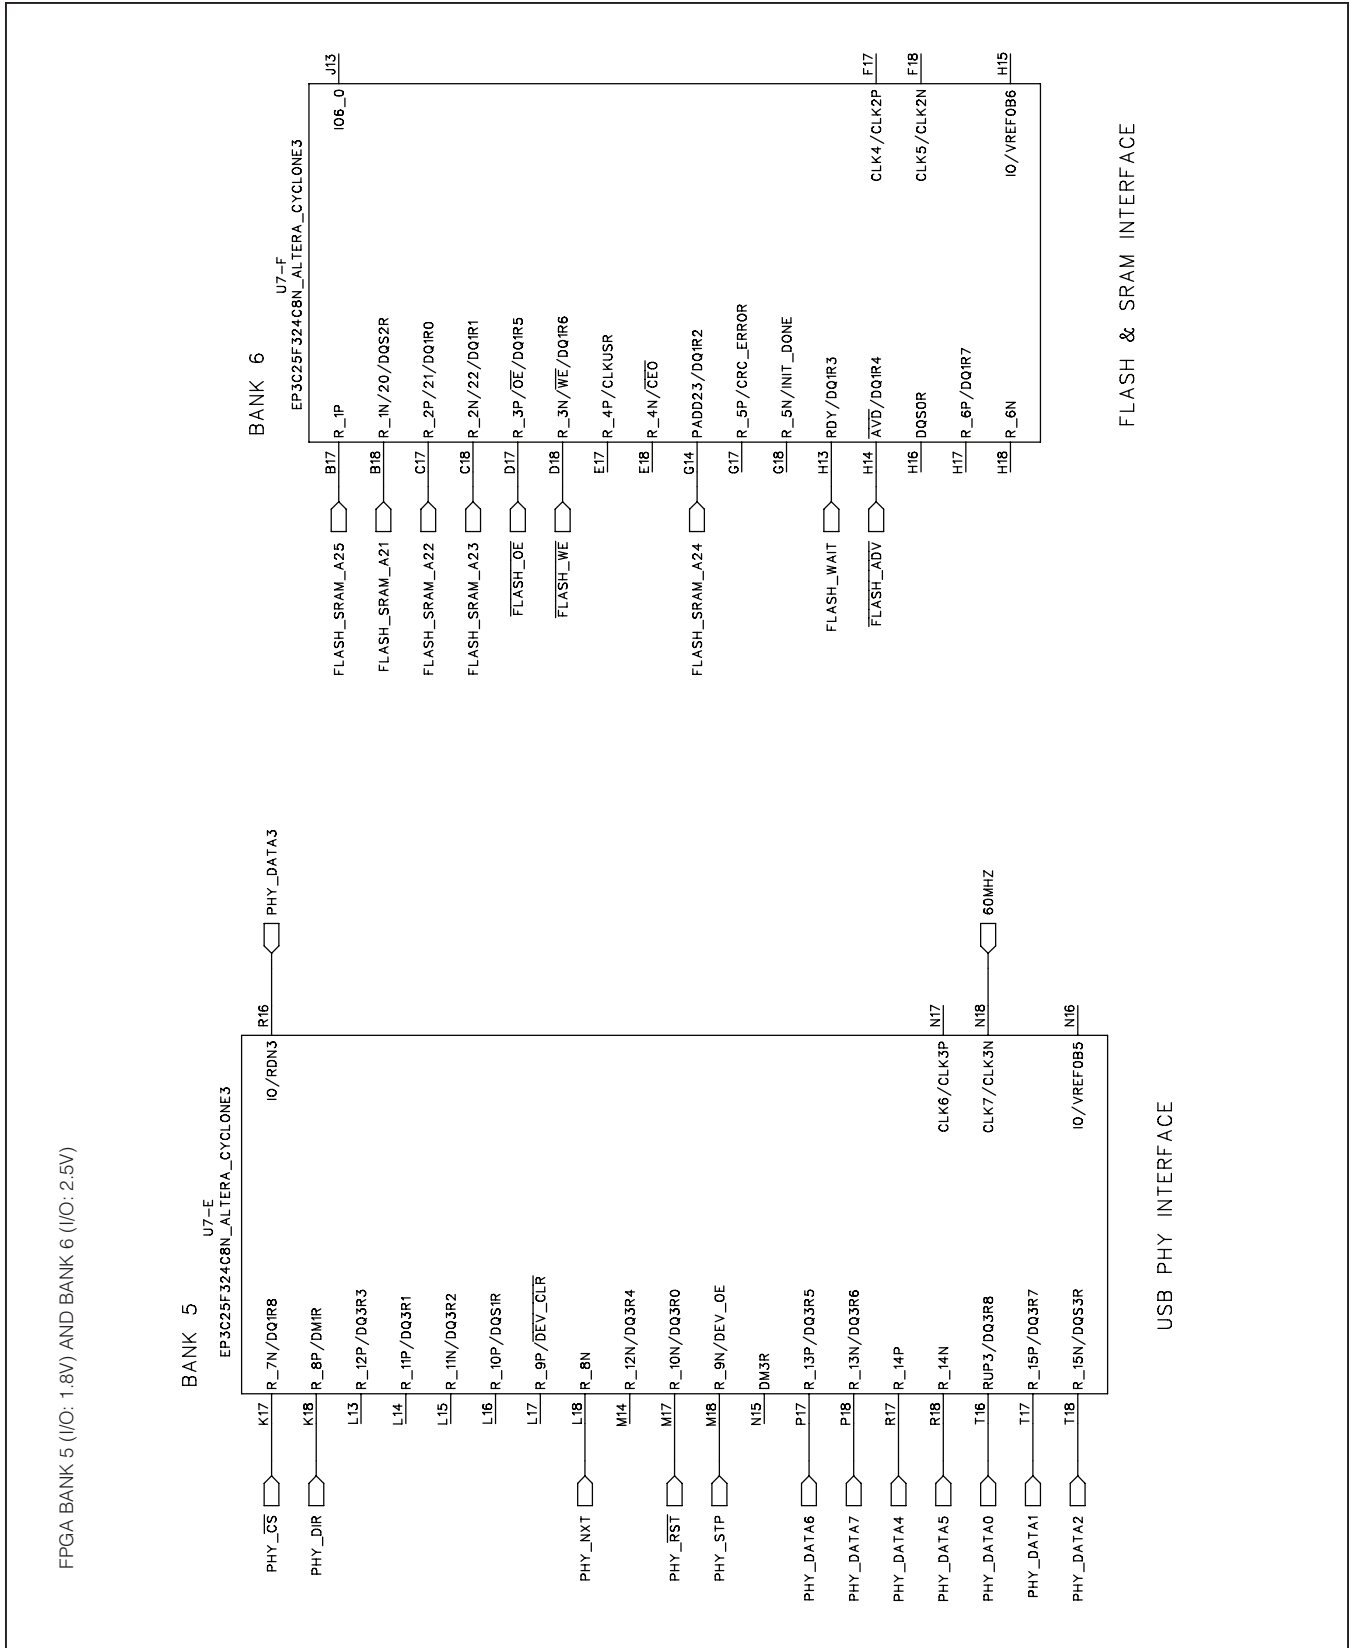 FPGA BANK 5 (I/O: 1.8V) AND BANK 6 (I/O: 2.5V)
BANK 5
U7-E
EP3C25F324C8N_ALTERA_CYCLONE3
PHY_CS K17 R_7N/DQ1R8
PHY_DIR K18 R_8P/DM1R
L13 R_12P/DQ3R3
L14 R_11P/DQ3R1
L15 R_11N/DQ3R2
L16 R_10P/DQS1R
L17 R_9P/DEV_CLR
PHY_NXT L18 R_8N
M14 R_12N/DQ3R4
PHY_RST M17 R_10N/DQ3R0
PHY_STP M18 R_9N/DEV_OE
N15 DM3R
PHY_DATA6 P17 R_13P/DQ3R5
PHY_DATA7 P18 R_13N/DQ3R6
PHY_DATA4 R17 R_14P
PHY_DATA5 R18 R_14N
PHY_DATA0 T16 RUP3/DQ3R8
PHY_DATA1 T17 R_15P/DQ3R7
PHY_DATA2 T18 R_15N/DQS3R
IO/RDN3 R16 PHY_DATA3
CLK6/CLK3P N17
CLK7/CLK3N N18 60MHZ
IO/VREF0B5 N16
USB PHY INTERFACE
BANK 6
U7-F
EP3C25F324C8N_ALTERA_CYCLONE3
FLASH_SRAM_A25 B17 R_1P
FLASH_SRAM_A21 B18 R_1N/20/DQS2R
FLASH_SRAM_A22 C17 R_2P/21/DQ1R0
FLASH_SRAM_A23 C18 R_2N/22/DQ1R1
FLASH_OE D17 R_3P/OE/DQ1R5
FLASH_WE D18 R_3N/WE/DQ1R6
E17 R_4P/CLKUSR
E18 R_4N/CEO
FLASH_SRAM_A24 G14 PADD23/DQ1R2
G17 R_5P/CRC_ERROR
G18 R_5N/INIT_DONE
FLASH_WAIT H13 RDY/DQ1R3
FLASH_ADV H14 AVD/DQ1R4
H16 DQS0R
H17 R_6P/DQ1R7
H18 R_6N
IO6_0 J13
CLK4/CLK2P F17
CLK5/CLK2N F18
IO/VREF0B6 H15
FLASH & SRAM INTERFACE